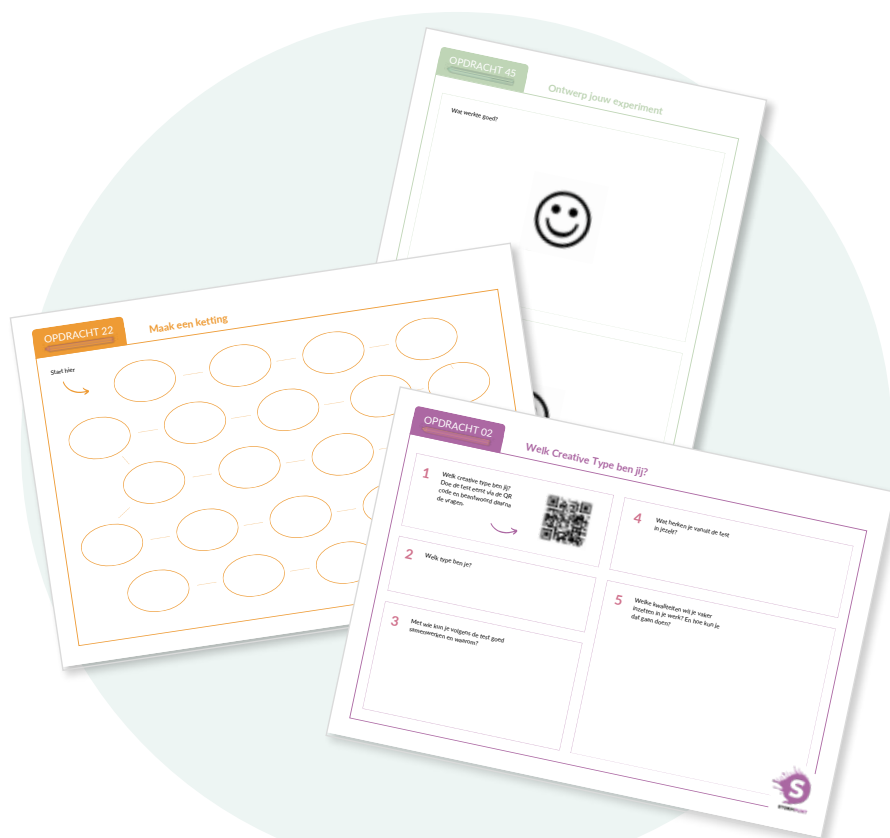 OPDRACHT 45
Ontwerp jouw experiment
Wat werkte goed?
OPDRACHT 22
Maak een ketting
Start hier
OPDRACHT 02
Welk Creative Type ben jij?
1
Welk creative type ben jij?
Doe de test eerst via de QR
code en beantwoord daarna
de vragen.
2
Welk type ben je?
3
Met wie kun je volgens de test goed
samenwerken en waarom?
4
Wat herken je vanuit de test
in jezelf?
5
Welke kwaliteiten wil je vaker
inzetten in je werk? En hoe kun je
dat gaan doen?
S
STORMPUNT